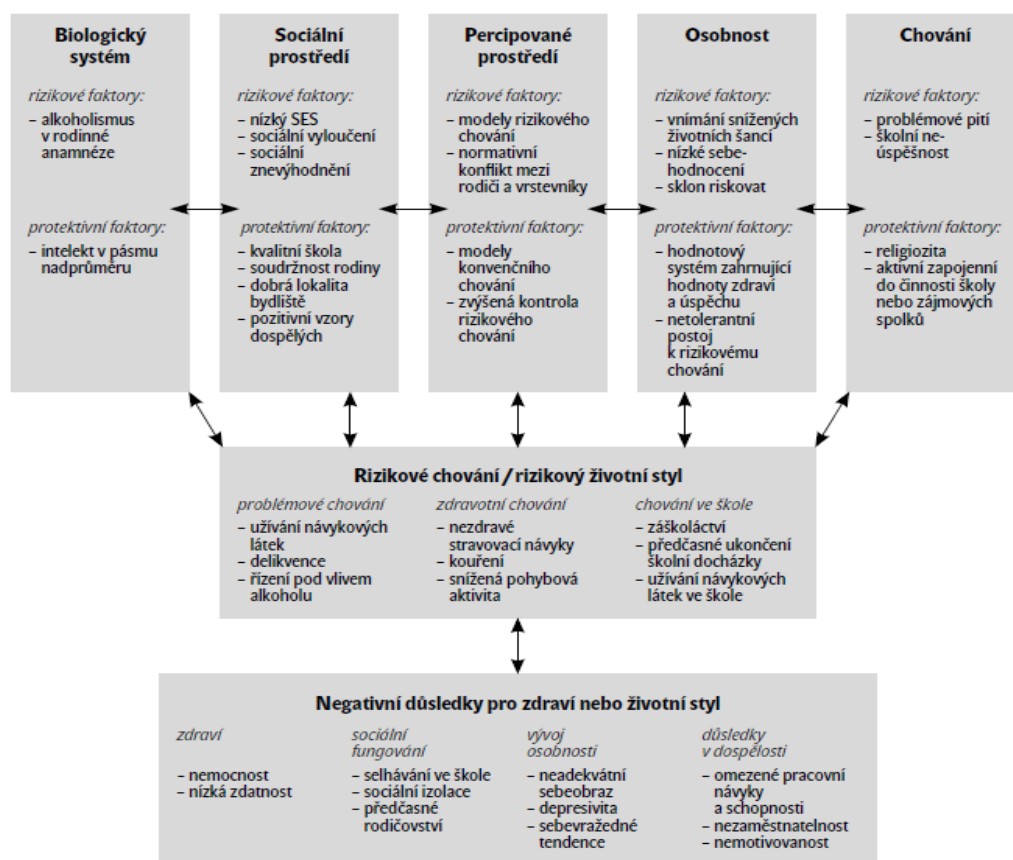 Biologický
systém
rizikové faktory:
– alkoholismus
v rodinné
anamnéze
protektivní faktory:
– intelekt v pásmu
nadprůměru
Sociální
prostředí
rizikové faktory:
– nízký SES
– sociální vyloučení
– sociální
znevýhodnění
protektivní faktory:
– kvalitní škola
– soudržnost rodiny
– dobrá lokalita
bydliště
– pozitivní vzory
dospělých
Percipované
prostředí
rizikové faktory:
– modely rizikového
chování
– normativní
konflikt mezi
rodiči a vrstevníky
protektivní faktory:
– modely
konvenčního
chování
– zvýšená kontrola
rizikového
chování
Osobnost
rizikové faktory:
– vnímání snížených
životních šancí
– nízké sebe-
hodnocení
– sklon riskovat
protektivní faktory:
– hodnotový
systém zahrnující
hodnoty zdraví
a úspěchu
– netolerantní
postoj
k rizikovému
chování
Chování
rizikové faktory:
– problémové pití
– školní ne-
úspěšnost
protektivní faktory:
– religiozita
– aktivní zapojenní
do činnosti školy
nebo zájmových
spolků
Rizikové chování / rizikový životní styl
problémové chování
– užívání návykových
látek
– delikvence
– řízení pod vlivem
alkoholu
zdravotní chování
– nezdravé
stravovací návyky
– kouření
– snížená pohybová
aktivita
chování ve škole
– záškoláctví
– předčasné ukončení
školní docházky
– užívání návykových
látek ve škole
Negativní důsledky pro zdraví nebo životní styl
zdraví
– nemocnost
– nízká zdatnost
sociální
fungování
– selhávání ve škole
– sociální izolace
– předčasné
rodičovství
vývoj
osobnosti
– neadekvátní
sebeobraz
– depresivita
– sebevražedné
tendence
důsledky
v dospělosti
– omezené pracovní
návyky
a schopnosti
– nezaměstnatelnost
– nemotivovanost